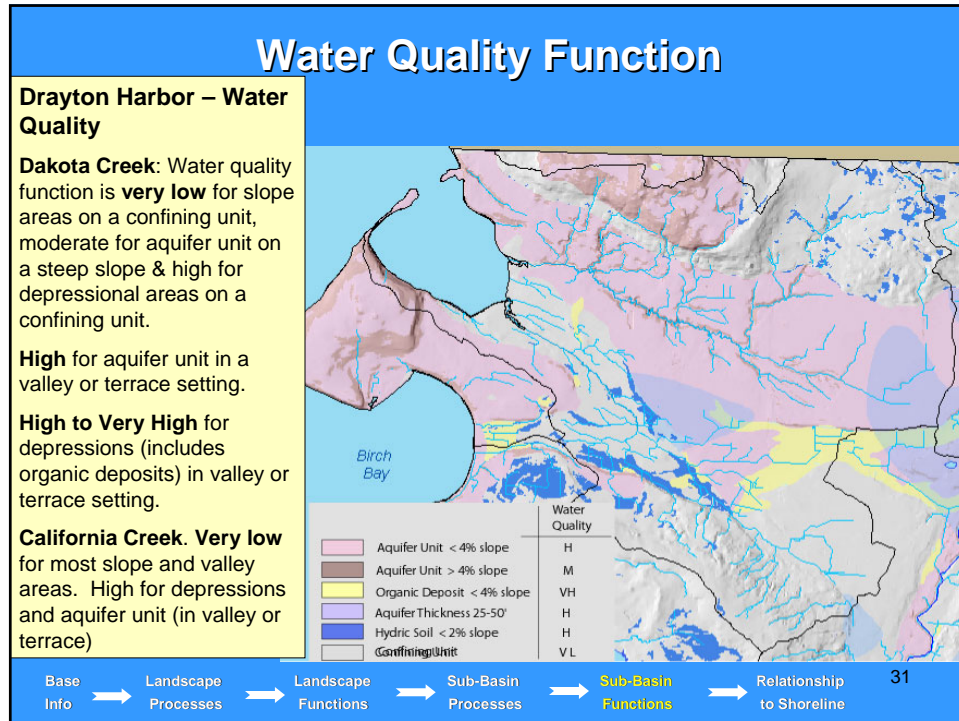 Water Quality Function
Drayton Harbor – Water
Quality
Dakota Creek: Water quality
function is very low for slope
areas on a confining unit,
moderate for aquifer unit on
a steep slope & high for
depressional areas on a
confining unit.
High for aquifer unit in a
valley or terrace setting.
High to Very High for
depressions (includes
organic deposits) in valley or
terrace setting.
California Creek. Very low
for most slope and valley
areas. High for depressions
and aquifer unit (in valley or
terrace)
Birch
Bay
Water
Quality
Aquifer Unit < 4% slope H
Aquifer Unit > 4% slope M
Organic Deposit < 4% slope VH
Aquifer Thickness 25-50' H
Hydric Soil < 2% slope H
Confining Unit V L
Base
Info
Landscape
Processes
Landscape
Functions
Sub-Basin
Processes
Sub-Basin
Functions
Relationship
to Shoreline
31